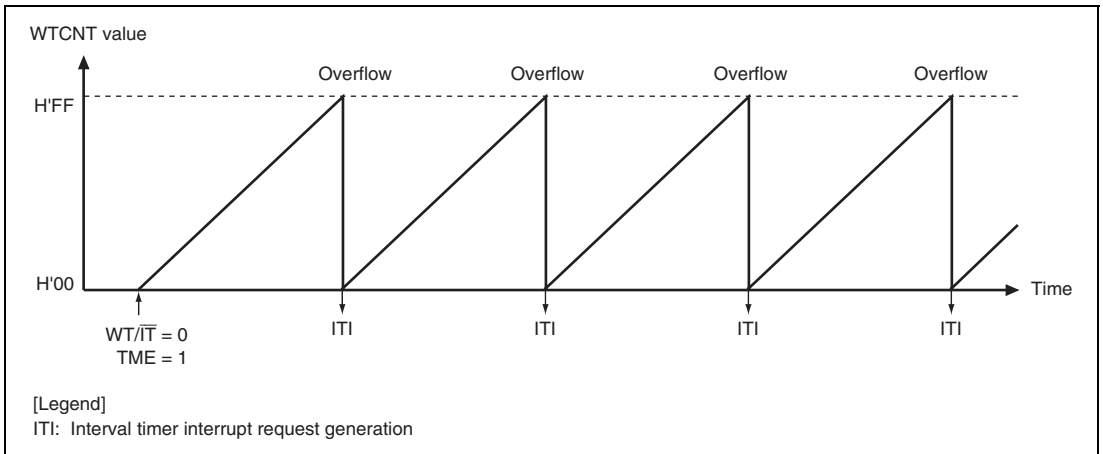 WTCNT value
Overflow Overflow Overflow Overflow
H'FF
H'00
Time
WT/I̅T̅ = 0
TME = 1
ITI ITI ITI ITI
[Legend]
ITI: Interval timer interrupt request generation